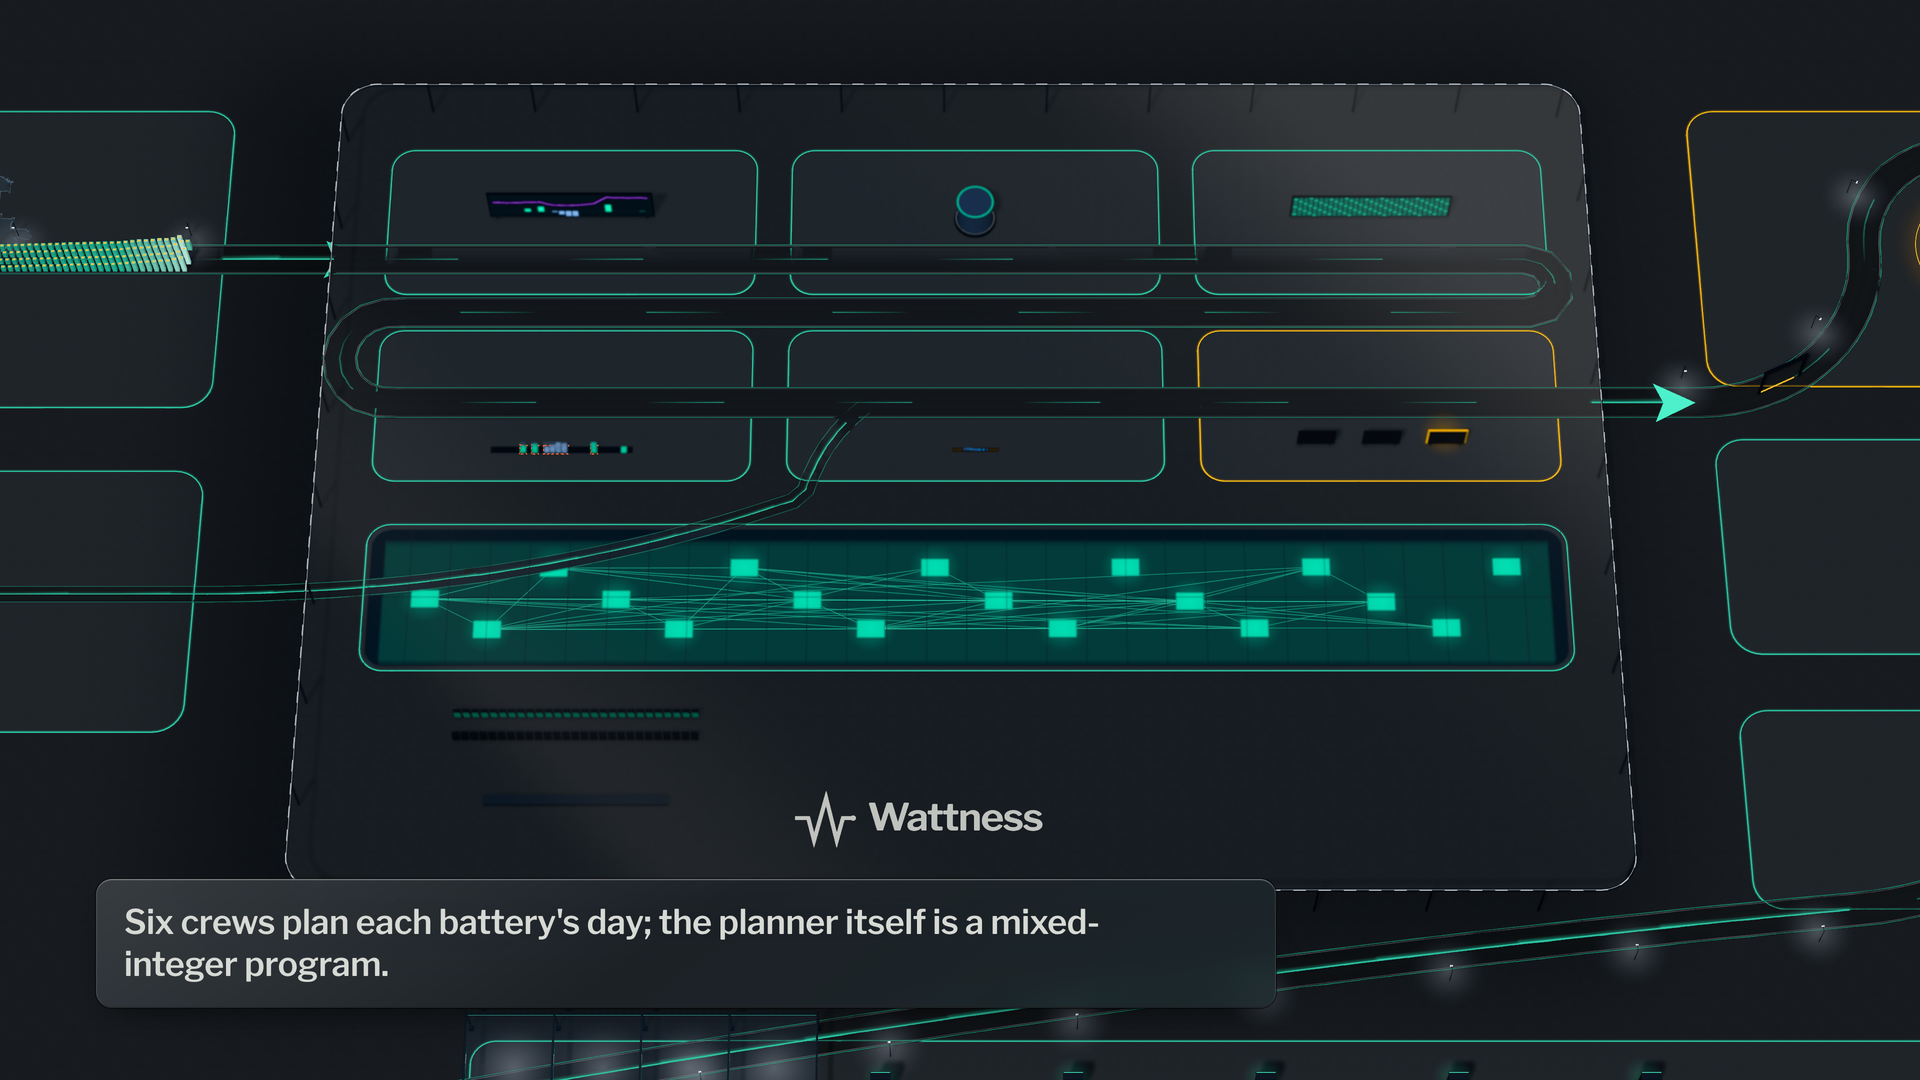 Wattness
Six crews plan each battery's day; the planner itself is a mixed-
integer program.